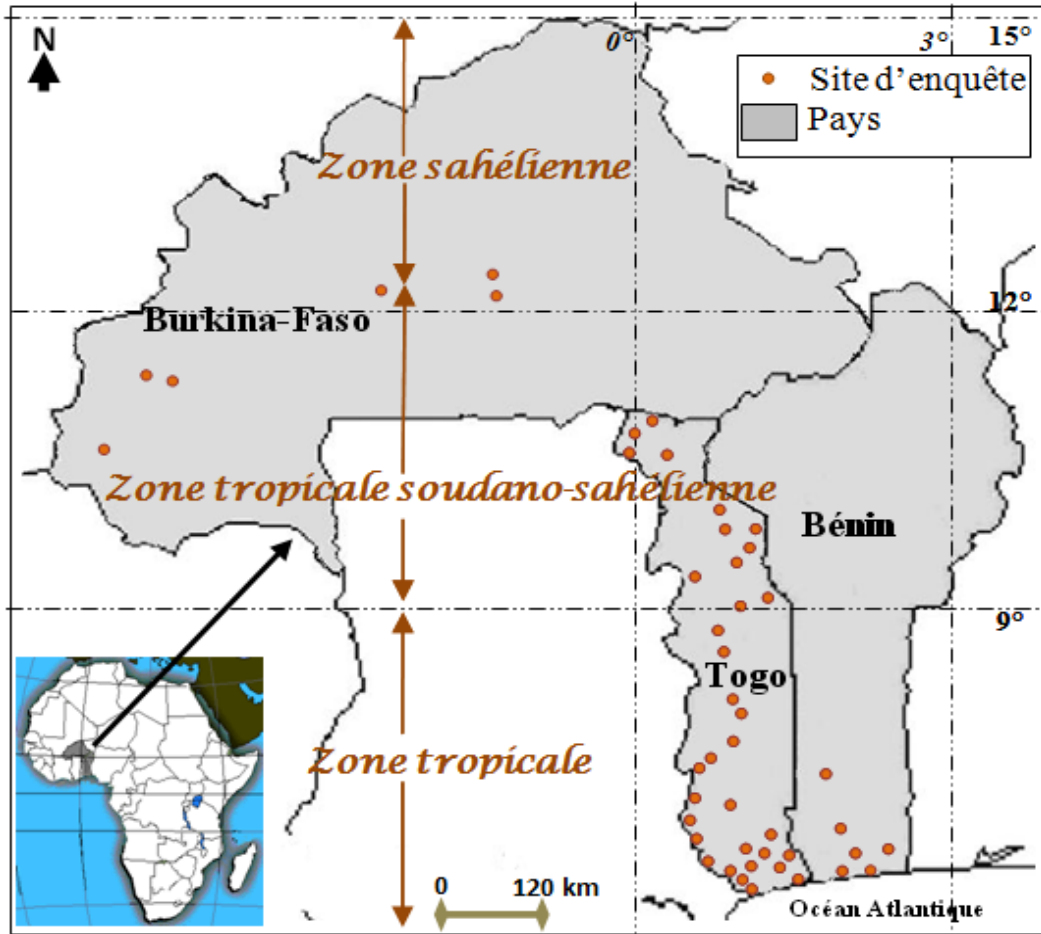 N
0°
3°
15°
Site d'enquête
Pays
Zone sahélienne
12°
Burkina-Faso
Zone tropicale soudano-sahélienne
Bénin
9°
Togo
Zone tropicale
0 120 km
Océan Atlantique